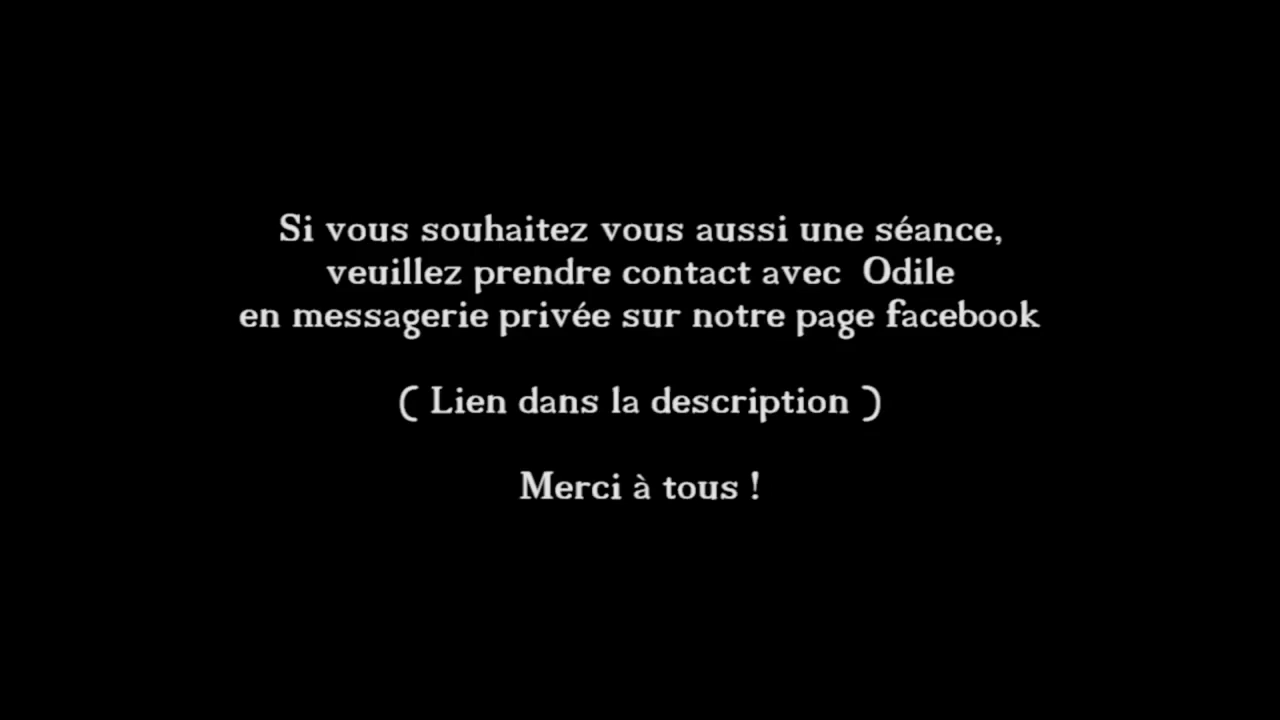 Si vous souhaitez vous aussi une séance,
veuillez prendre contact avec  Odile
en messagerie privée sur notre page facebook
( Lien dans la description )
Merci à tous !